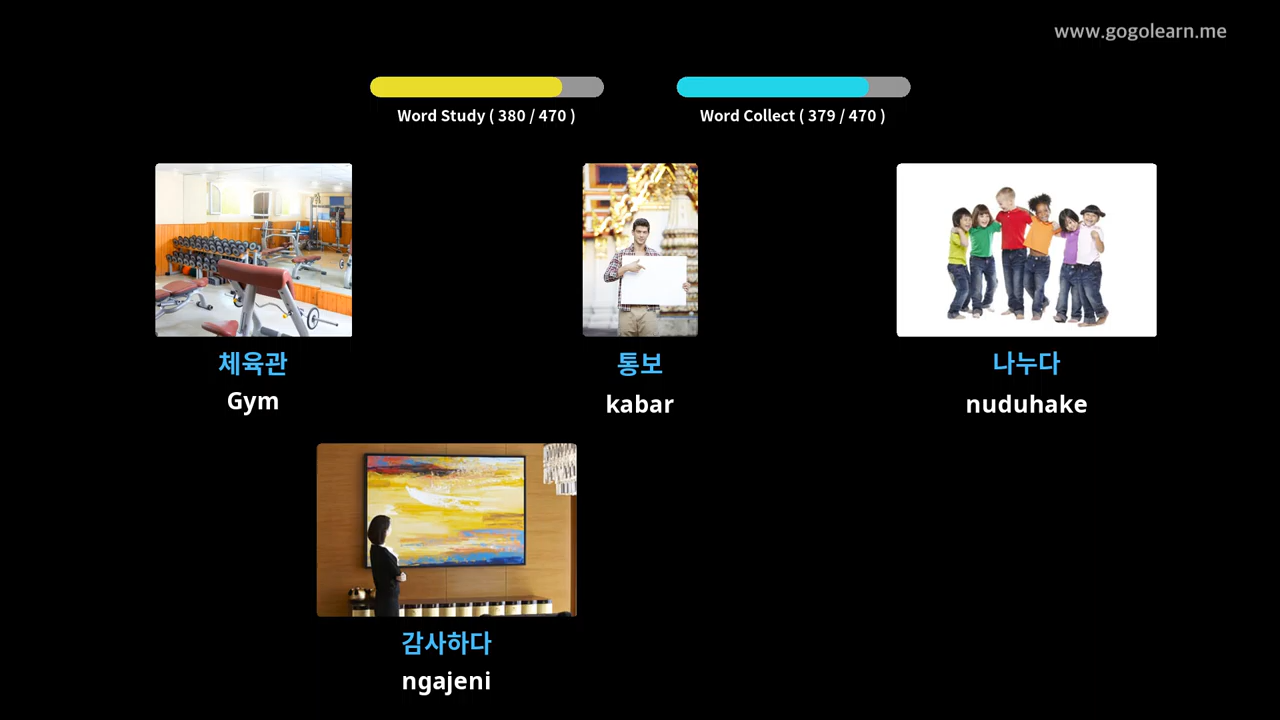 www.gogolearn.me
Word Study ( 380 / 470 )
Word Collect ( 379 / 470 )
체육관
Gym
통보
kabar
나누다
nuduhake
감사하다
ngajeni